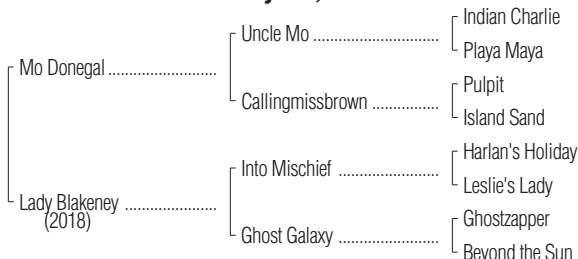 Indian Charlie
Uncle Mo ..............................
Playa Maya
Mo Donegal ..........................
Pulpit
Callingmissbrown ................
Island Sand
Harlan's Holiday
Into Mischief ........................
Leslie's Lady
Lady Blakeney ......................
(2018)
Ghostzapper
Ghost Galaxy ........................
Beyond the Sun